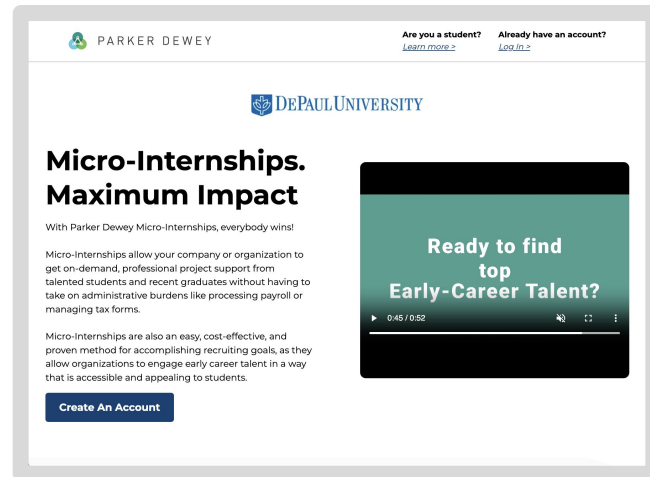 PARKER DEWEY
Are you a student?
Learn more >
Already have an account?
Log In >
DEPAUL UNIVERSITY
Micro-Internships.
Maximum Impact
With Parker Dewey Micro-Internships, everybody wins!
Micro-Internships allow your company or organization to
get on-demand, professional project support from
talented students and recent graduates without having to
take on administrative burdens like processing payroll or
managing tax forms.
Micro-Internships are also an easy, cost-effective, and
proven method for accomplishing recruiting goals, as they
allow organizations to engage early career talent in a way
that is accessible and appealing to students.
Create An Account
Ready to find
top
Early-Career Talent?
0:45 / 0:52